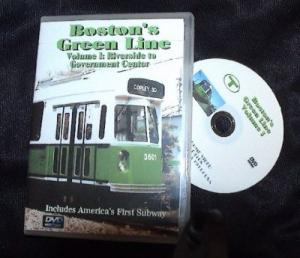 Boston's
Green Line
Volume I: Riverside to
Government Center
COPLEY SQ
3601
Includes America's First Subway
DVD
T
Boston's
Green Line
Volume I
DVD